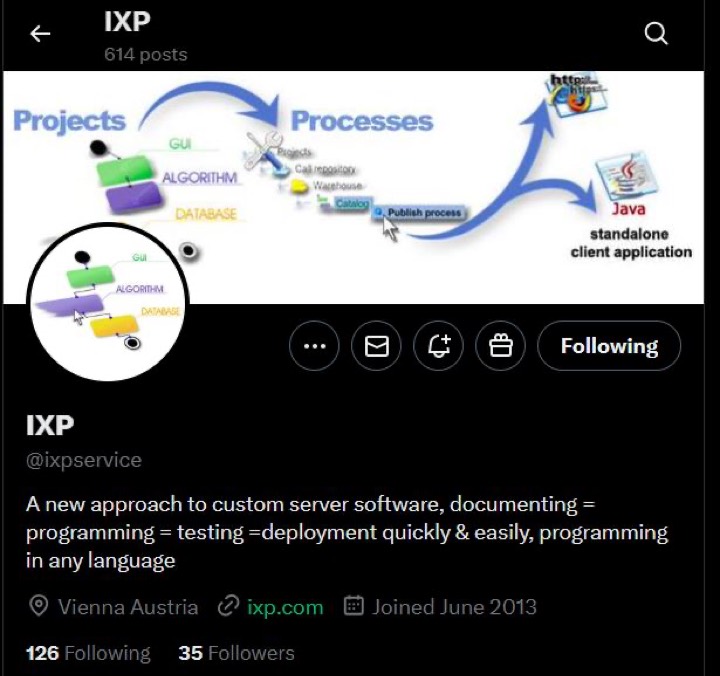 IXP
614 posts
http:
https:
Projects
Processes
GUI
ALGORITHM
DATABASE
Projects
Call repository
Warehouse
Catalog
Publish process
Java
standalone
client application
GUI
ALGORITHM
DATABASE
Following
IXP
@ixpservice
A new approach to custom server software, documenting =
programming = testing =deployment quickly & easily, programming
in any language
Vienna Austria ixp.com Joined June 2013
126 Following 35 Followers